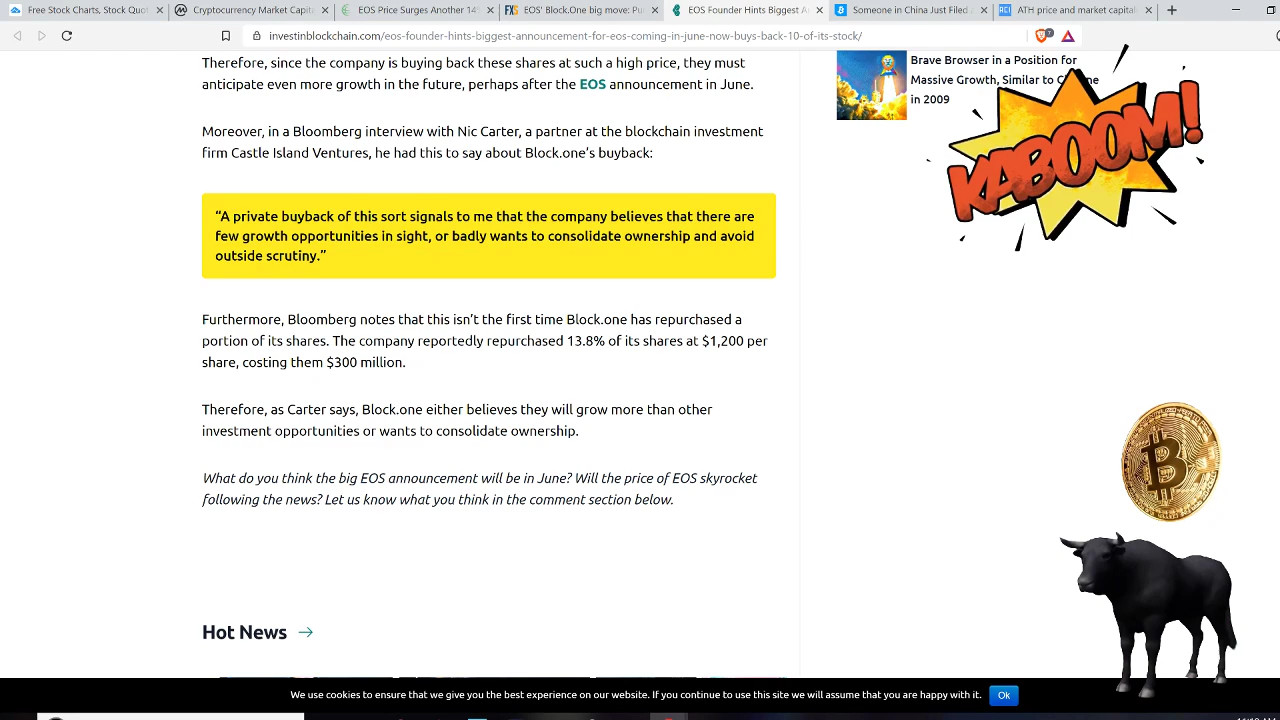 Free Stock Charts, Stock Quot
Cryptocurrency Market Capit
EOS Price Surges Another 14%
EOS' Block.One big move: Pu
EOS Founder Hints Biggest A
Someone in China Just Filed
ATH price and market capital
investinblockchain.com/eos-founder-hints-biggest-announcement-for-eos-coming-in-june-now-buys-back-10-of-its-stock/
Therefore, since the company is buying back these shares at such a high price, they must
anticipate even more growth in the future, perhaps after the EOS announcement in June.
Moreover, in a Bloomberg interview with Nic Carter, a partner at the blockchain investment
firm Castle Island Ventures, he had this to say about Block.one's buyback:
“A private buyback of this sort signals to me that the company believes that there are
few growth opportunities in sight, or badly wants to consolidate ownership and avoid
outside scrutiny.”
Furthermore, Bloomberg notes that this isn't the first time Block.one has repurchased a
portion of its shares. The company reportedly repurchased 13.8% of its shares at $1,200 per
share, costing them $300 million.
Therefore, as Carter says, Block.one either believes they will grow more than other
investment opportunities or wants to consolidate ownership.
What do you think the big EOS announcement will be in June? Will the price of EOS skyrocket
following the news? Let us know what you think in the comment section below.
Hot News →
Brave Browser in a Position for
Massive Growth, Similar to
in 2009
KABOOM!
We use cookies to ensure that we give you the best experience on our website. If you continue to use this site we will assume that you are happy with it.
Ok